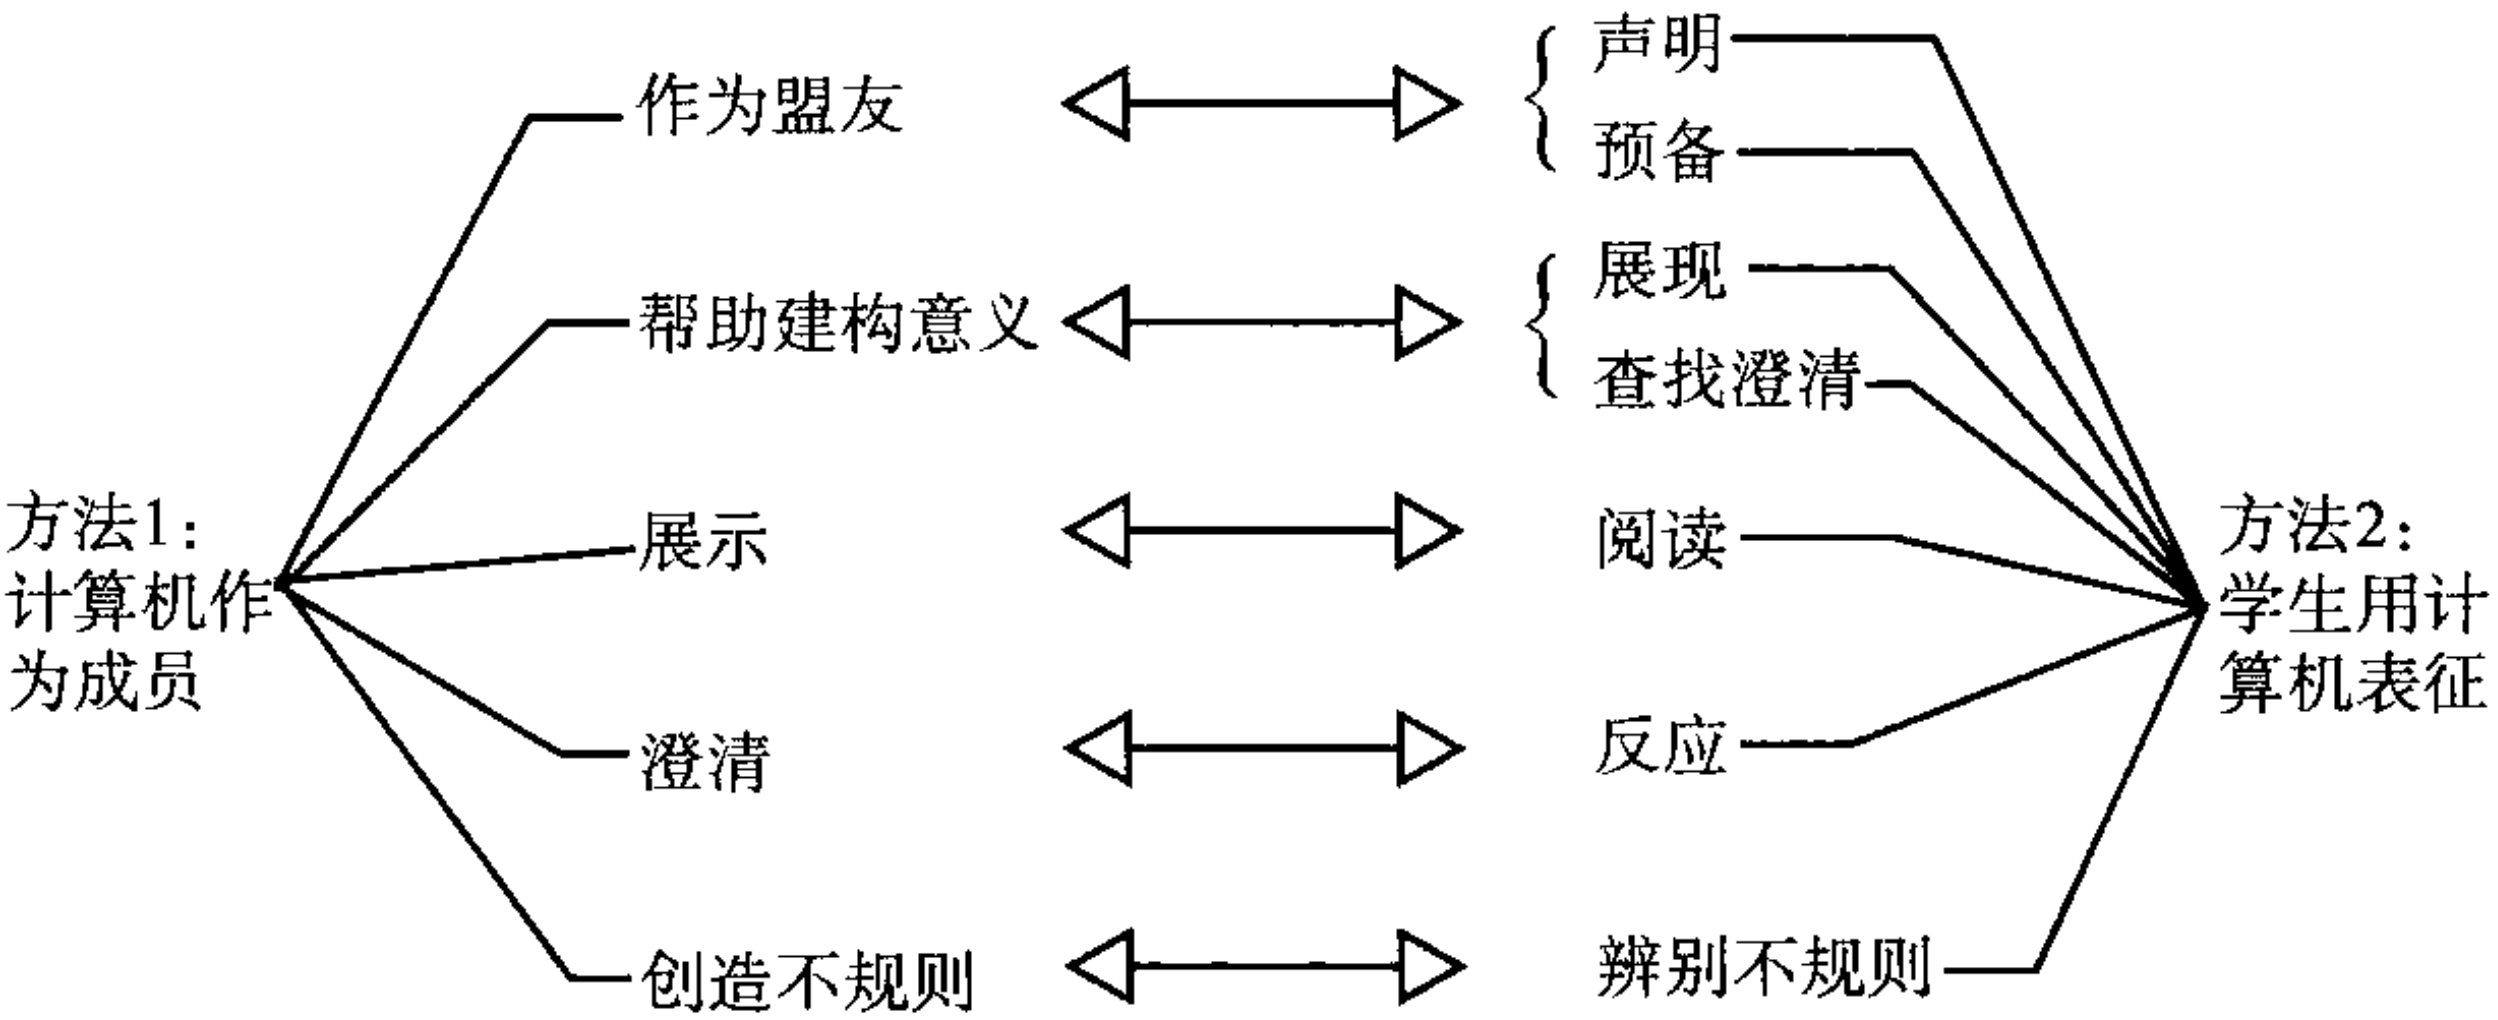 方法1：
计算机作
为成员
作为盟友
帮助建构意义
展示
澄清
创造不规则
声明
预备
展现
查找澄清
阅读
反应
辨别不规则
方法2：
学生用计
算机表征